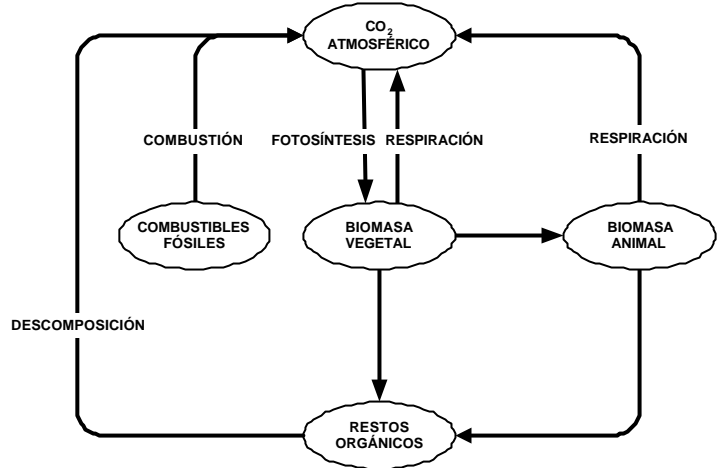 CO₂
ATMOSFÉRICO
COMBUSTIÓN
FOTOSÍNTESIS
RESPIRACIÓN
RESPIRACIÓN
COMBUSTIBLES
FÓSILES
BIOMASA
VEGETAL
BIOMASA
ANIMAL
DESCOMPOSICIÓN
RESTOS
ORGÁNICOS